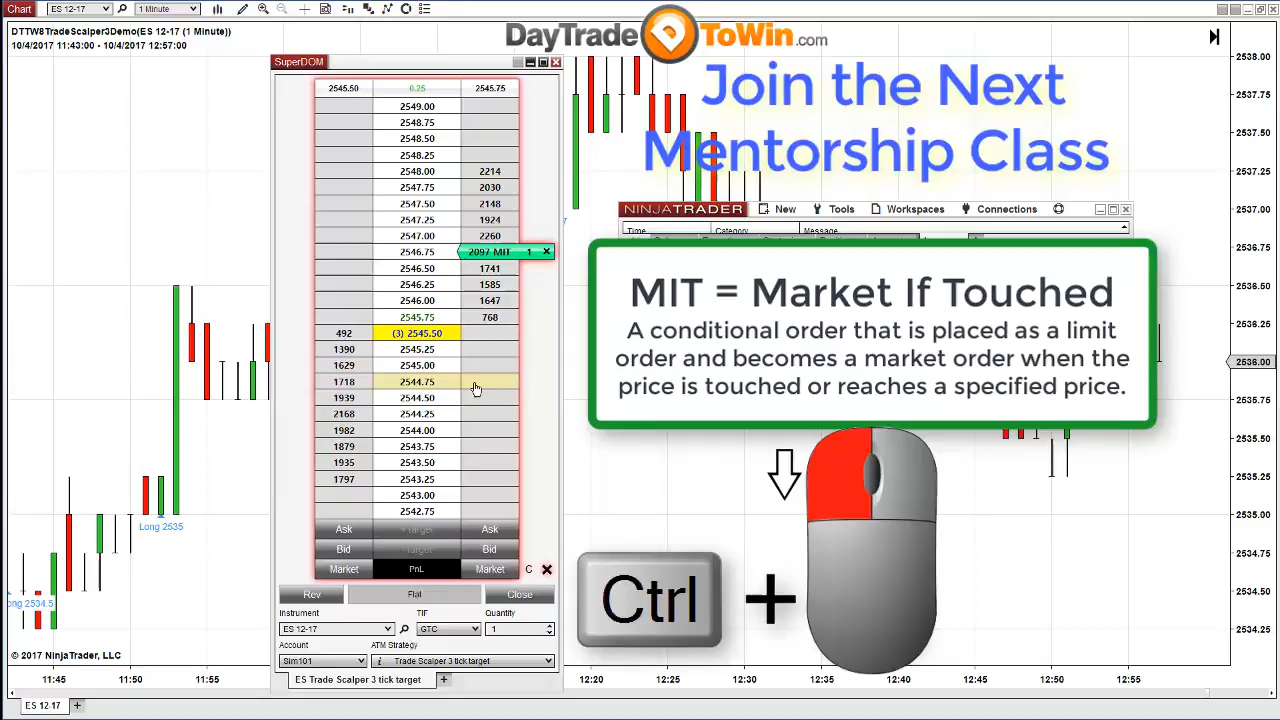 Chart
ES 12-17
1 Minute
DTTW8TradeScalper3Demo(ES 12-17 (1 Minute))
10/4/2017 11:43:00 - 10/4/2017 12:57:00
DayTradeToWin.com
Join the Next
Mentorship Class
SuperDOM
2545.50 0.25 2545.75
2549.00
2548.75
2548.50
2548.25
2548.00 2214
2547.75 2030
2547.50 2148
2547.25 1924
2547.00 2260
2546.75 2097 MIT 1 ×
2546.50 1741
2546.25 1585
2546.00 1647
2545.75 768
492 (3) 2545.50
1390 2545.25
1629 2545.00
1718 2544.75
1939 2544.50
2168 2544.25
1982 2544.00
1879 2543.75
1935 2543.50
1797 2543.25
2543.00
2542.75
Ask + Target Ask
Bid - Target Bid
Market PnL Market C
Rev Flat Close
Instrument TIF Quantity
ES 12-17 GTC 1
Account ATM Strategy
Sim101 i Trade Scalper 3 tick target
ES Trade Scalper 3 tick target +
NINJATRADER New Tools Workspaces Connections
Time Category Message
MIT = Market If Touched
A conditional order that is placed as a limit
order and becomes a market order when the
price is touched or reaches a specified price.
Ctrl +
Long 2535
ong 2534.5
© 2017 NinjaTrader, LLC
2538.00
2537.75
2537.50
2537.25
2537.00
2536.75
2536.50
2536.25
2538.00
2535.75
2535.50
2535.25
2535.00
2534.75
2534.50
2534.25
11:45 11:50 11:55 12:20 12:25 12:30 12:35 12:40 12:45 12:50 12:55
ES 12-17 +